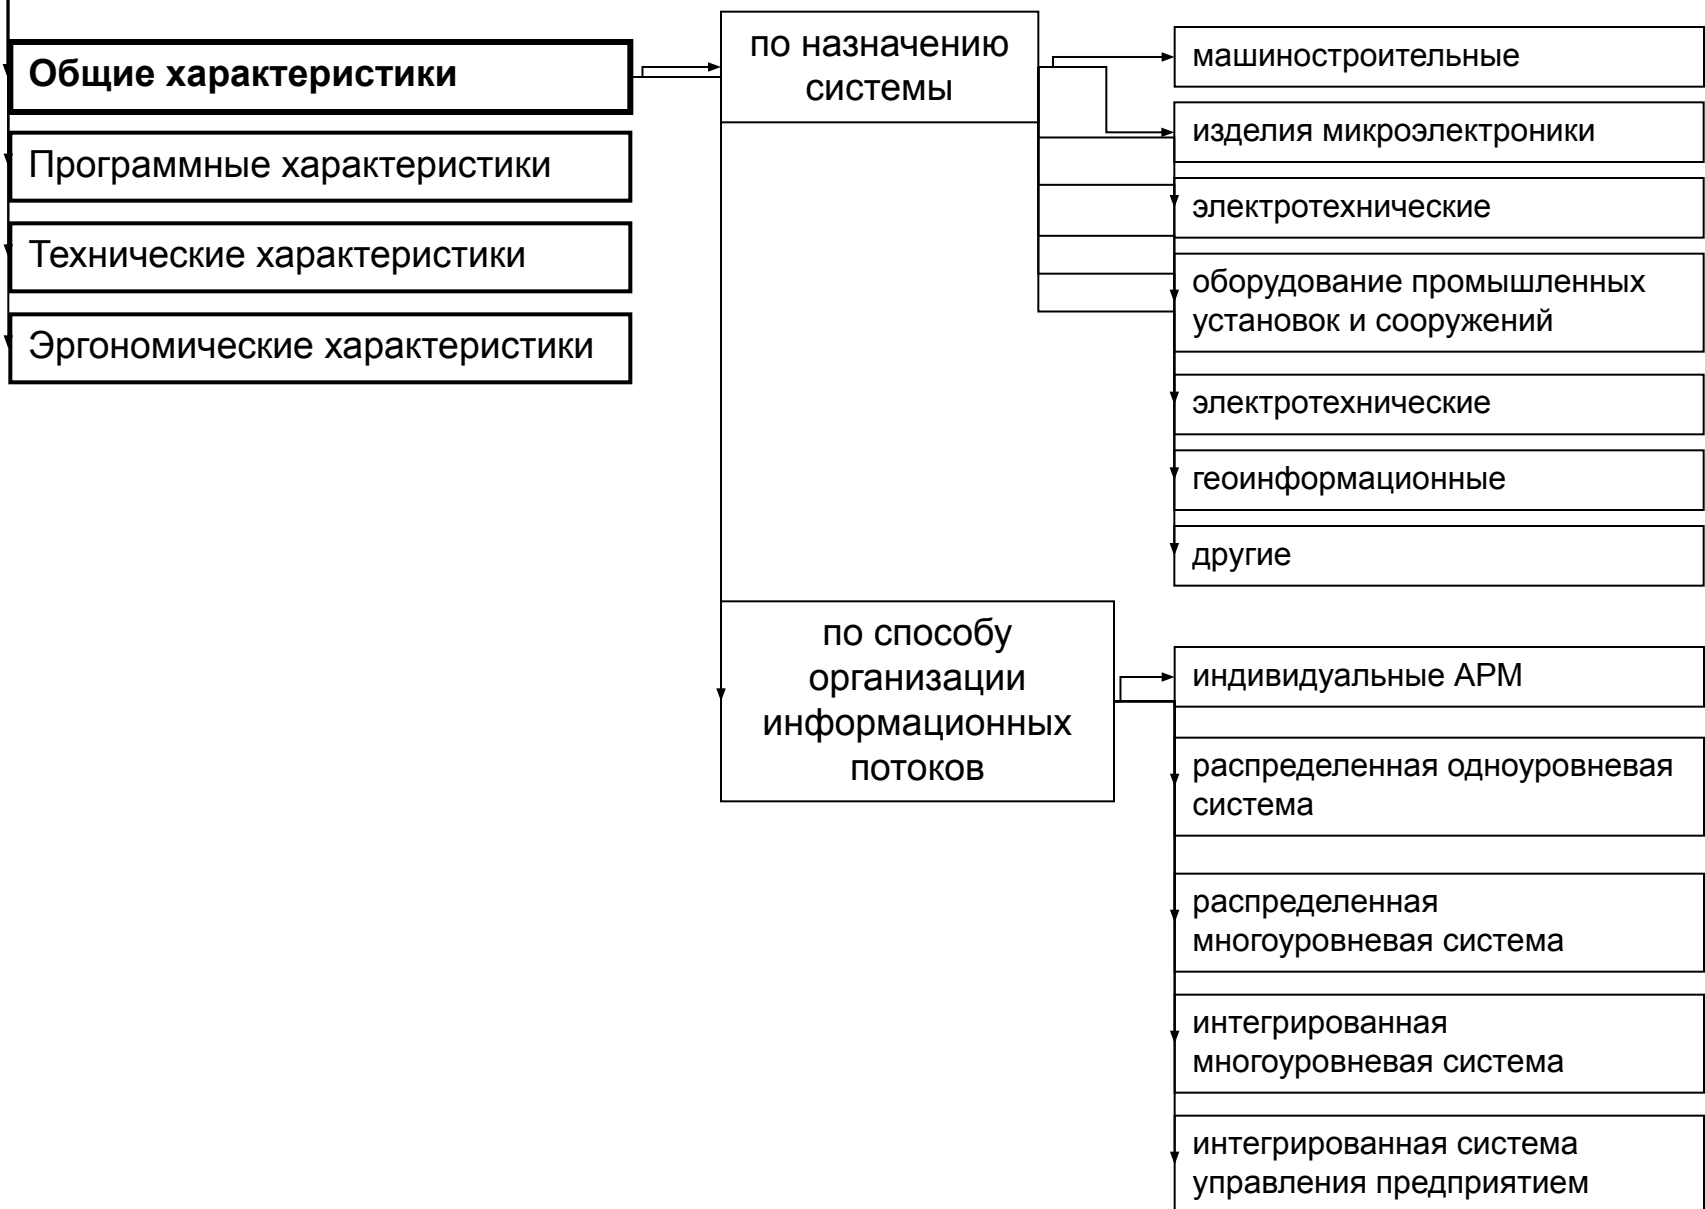 Общие характеристики
Программные характеристики
Технические характеристики
Эргономические характеристики
по назначению
системы
машиностроительные
изделия микроэлектроники
электротехнические
оборудование промышленных
установок и сооружений
электротехнические
геоинформационные
другие
по способу
организации
информационных
потоков
индивидуальные АРМ
распределенная одноуровневая
система
распределенная
многоуровневая система
интегрированная
многоуровневая система
интегрированная система
управления предприятием